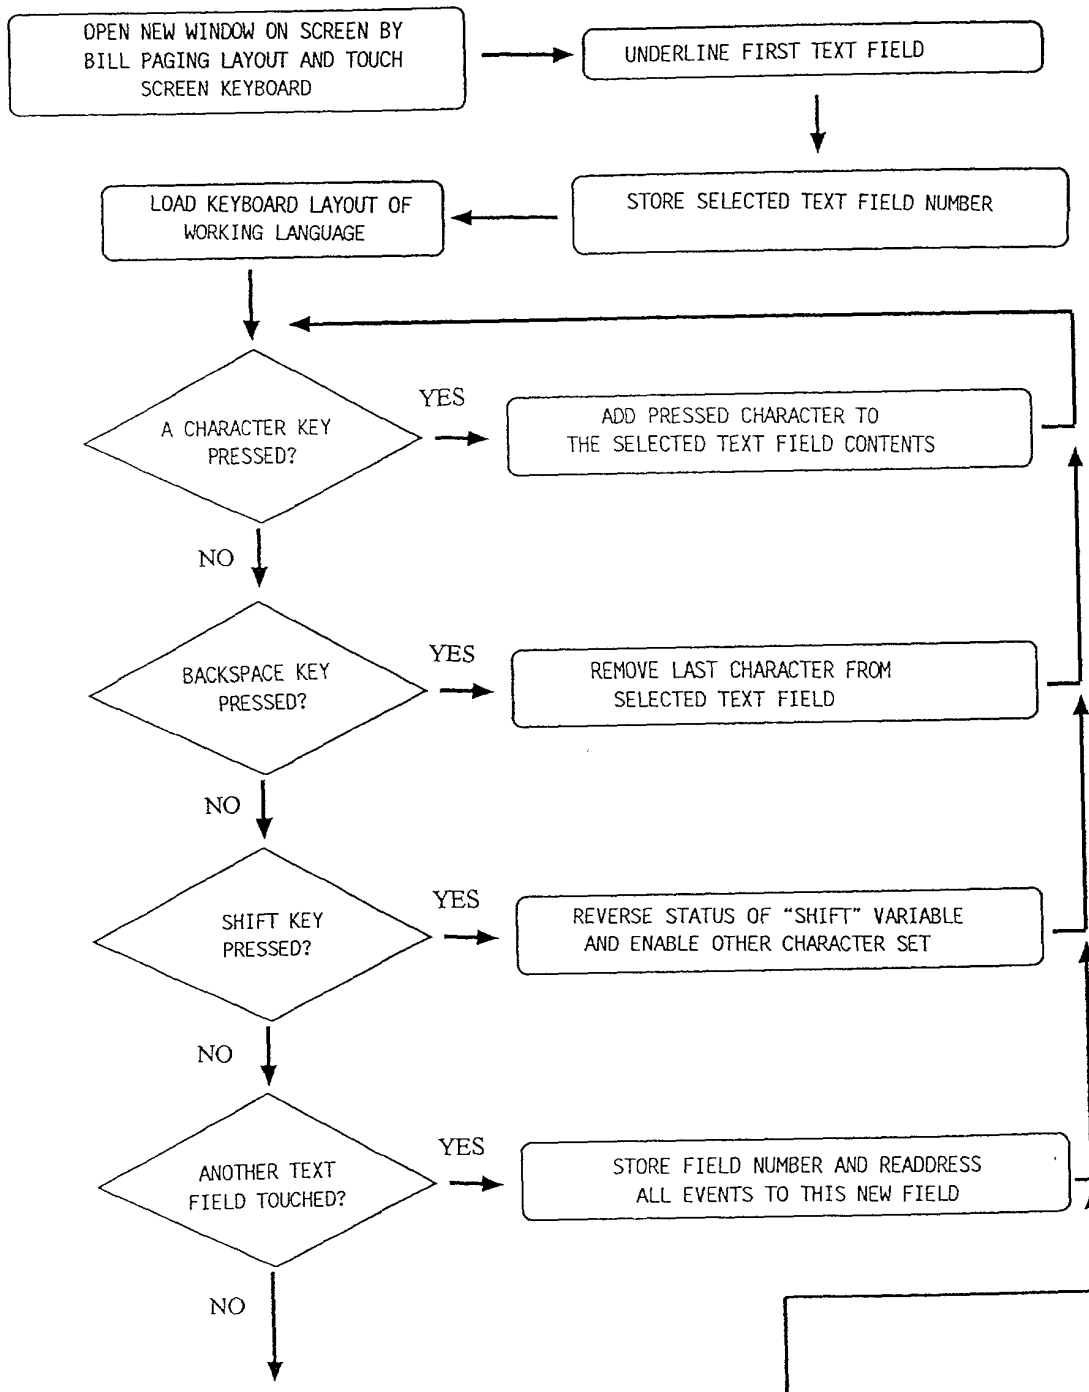 OPEN NEW WINDOW ON SCREEN BY
BILL PAGING LAYOUT AND TOUCH
SCREEN KEYBOARD
UNDERLINE FIRST TEXT FIELD
STORE SELECTED TEXT FIELD NUMBER
LOAD KEYBOARD LAYOUT OF
WORKING LANGUAGE
A CHARACTER KEY
PRESSED?
YES
ADD PRESSED CHARACTER TO
THE SELECTED TEXT FIELD CONTENTS
NO
BACKSPACE KEY
PRESSED?
YES
REMOVE LAST CHARACTER FROM
SELECTED TEXT FIELD
NO
SHIFT KEY
PRESSED?
YES
REVERSE STATUS OF “SHIFT” VARIABLE
AND ENABLE OTHER CHARACTER SET
NO
ANOTHER TEXT
FIELD TOUCHED?
YES
STORE FIELD NUMBER AND READDRESS
ALL EVENTS TO THIS NEW FIELD
NO